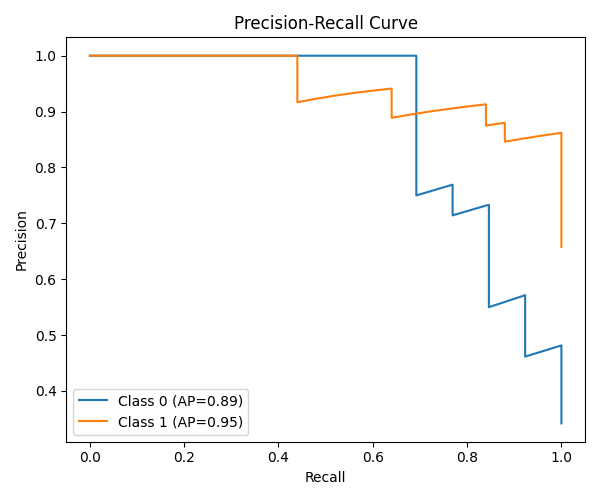 Precision-Recall Curve
1.0
0.9
0.8
0.7
0.6
0.5
0.4
Precision
Class 0 (AP=0.89)
Class 1 (AP=0.95)
0.0 0.2 0.4 0.6 0.8 1.0
Recall